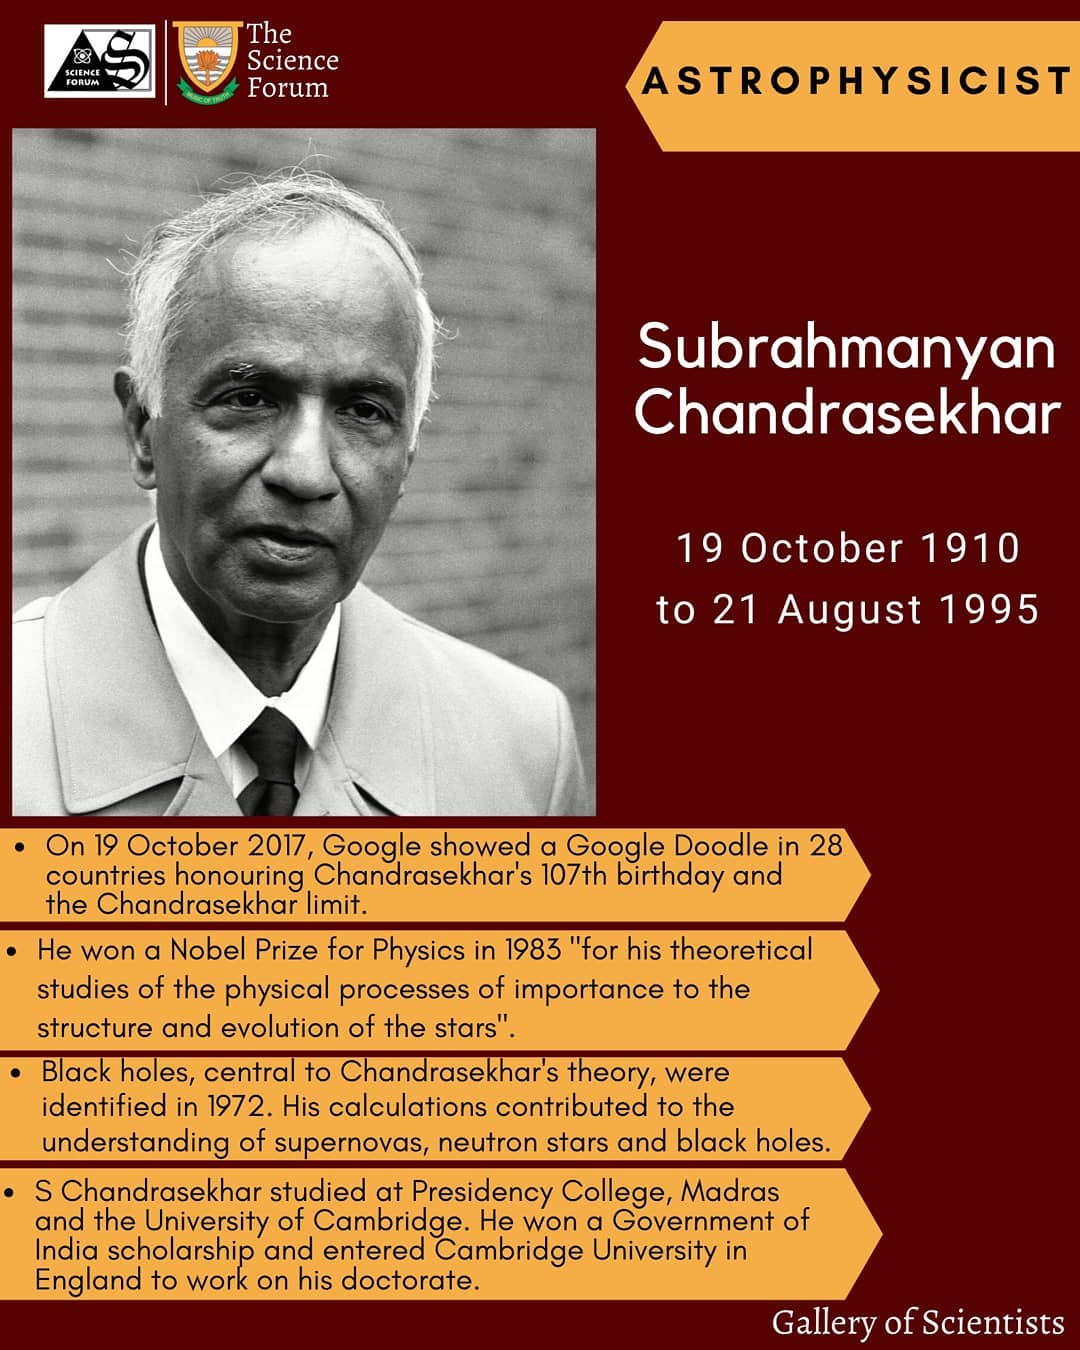 AS
SCIENCE
FORUM
The
Science
Forum
ASTROPHYSICIST
Subrahmanyan
Chandrasekhar
19 October 1910
to 21 August 1995
• On 19 October 2017, Google showed a Google Doodle in 28
countries honouring Chandrasekhar's 107th birthday and
the Chandrasekhar limit.
• He won a Nobel Prize for Physics in 1983 "for his theoretical
studies of the physical processes of importance to the
structure and evolution of the stars".
• Black holes, central to Chandrasekhar's theory, were
identified in 1972. His calculations contributed to the
understanding of supernovas, neutron stars and black holes.
• S Chandrasekhar studied at Presidency College, Madras
and the University of Cambridge. He won a Government of
India scholarship and entered Cambridge University in
England to work on his doctorate.
Gallery of Scientists